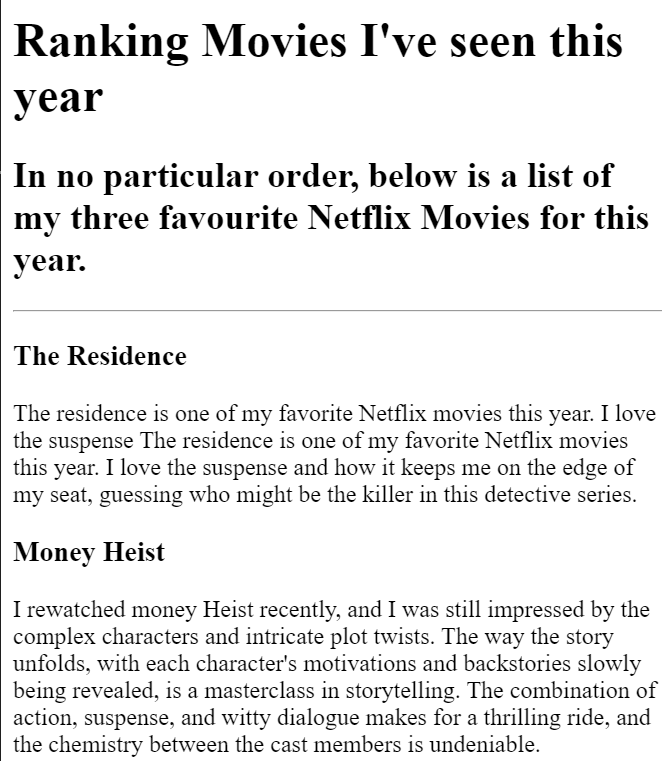 Ranking Movies I've seen this
year
In no particular order, below is a list of
my three favourite Netflix Movies for this
year.
The Residence
The residence is one of my favorite Netflix movies this year. I love
the suspense The residence is one of my favorite Netflix movies
this year. I love the suspense and how it keeps me on the edge of
my seat, guessing who might be the killer in this detective series.
Money Heist
I rewatched money Heist recently, and I was still impressed by the
complex characters and intricate plot twists. The way the story
unfolds, with each character's motivations and backstories slowly
being revealed, is a masterclass in storytelling. The combination of
action, suspense, and witty dialogue makes for a thrilling ride, and
the chemistry between the cast members is undeniable.